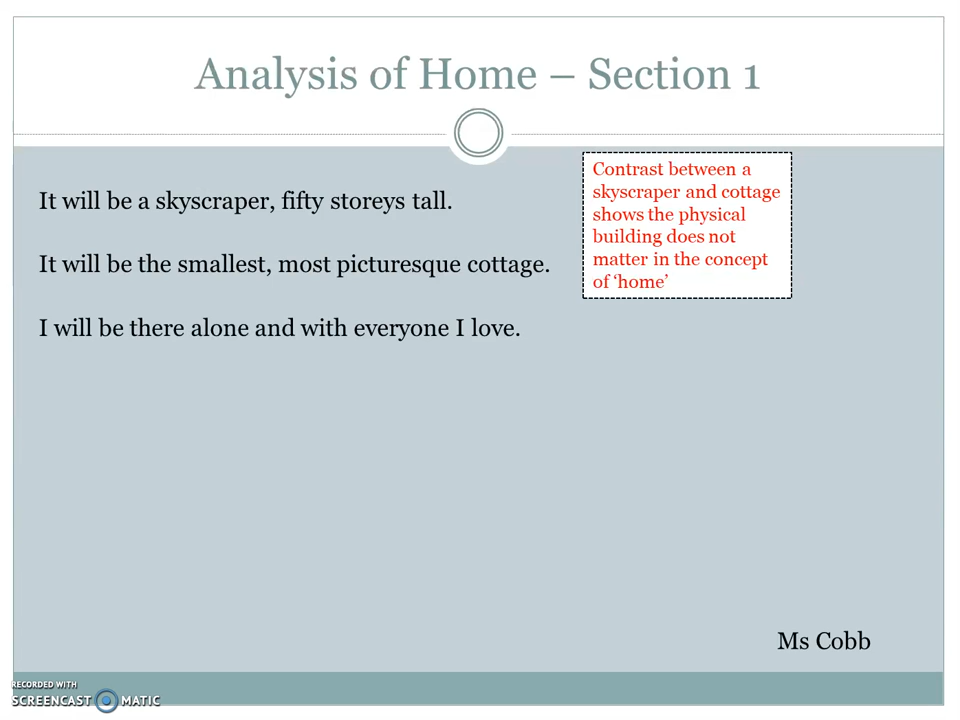 Analysis of Home – Section 1
It will be a skyscraper, fifty storeys tall.
It will be the smallest, most picturesque cottage.
I will be there alone and with everyone I love.
Contrast between a
skyscraper and cottage
shows the physical
building does not
matter in the concept
of ‘home’
Ms Cobb
RECORDED WITH
SCREENCAST MATIC